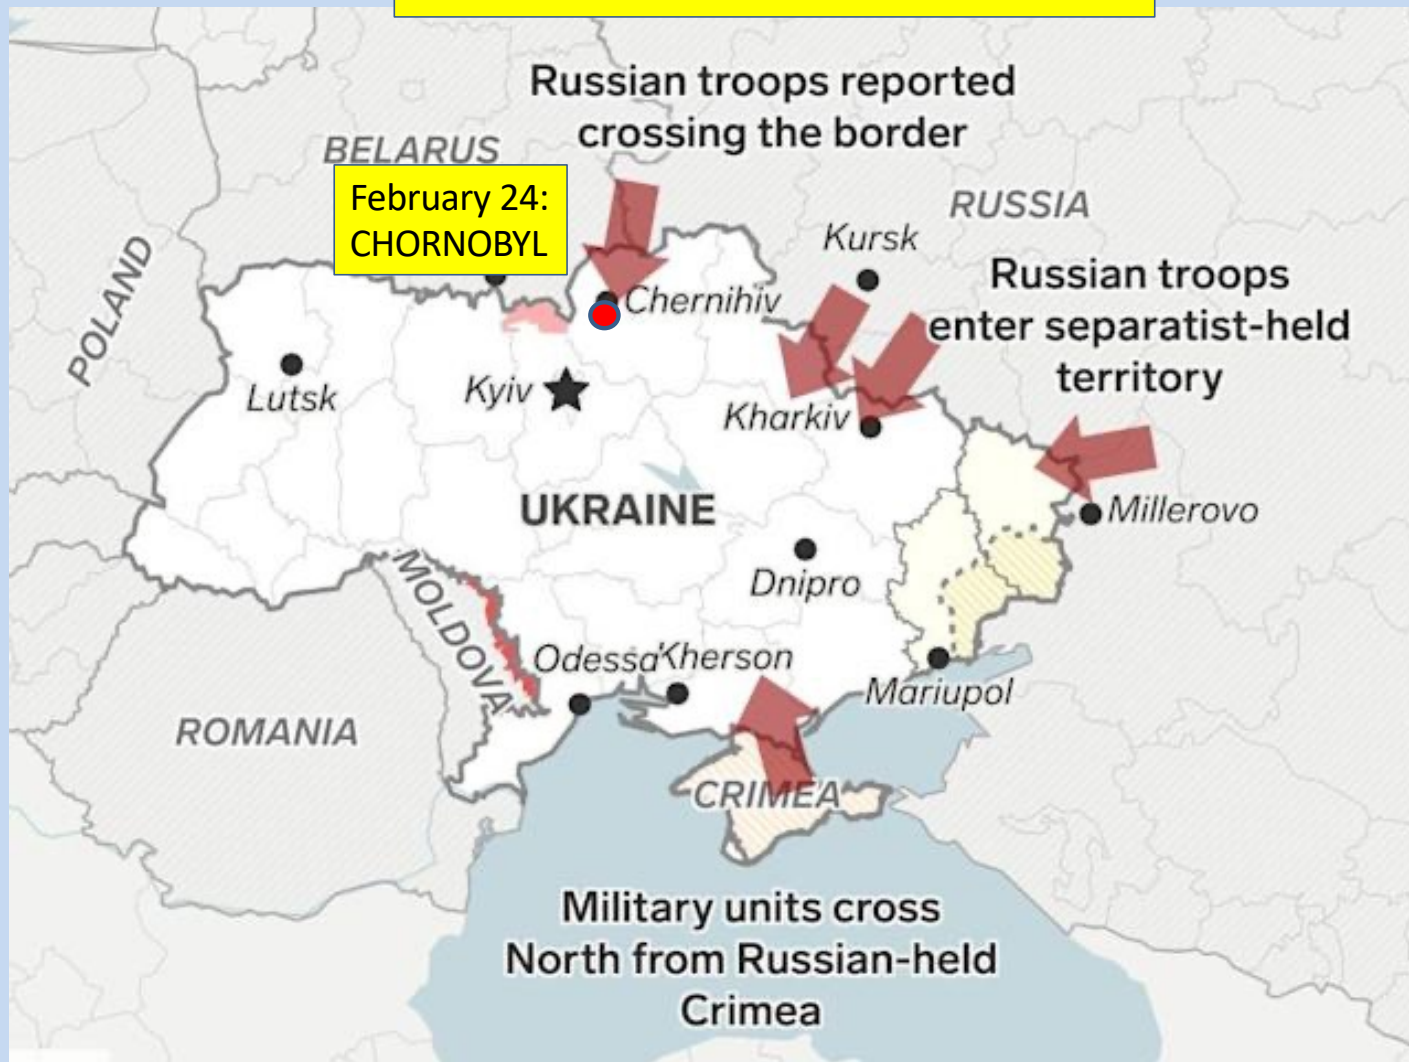 Russian troops reported
crossing the border
BELARUS
February 24:
CHORNOBYL
RUSSIA
Kursk
POLAND
Russian troops
enter separatist-held
territory
Chernihiv
Lutsk
Kyiv
Kharkiv
UKRAINE
Millerovo
Dnipro
MOLDOVA
Odessa
Kherson
Mariupol
ROMANIA
CRIMEA
Military units cross
North from Russian-held
Crimea